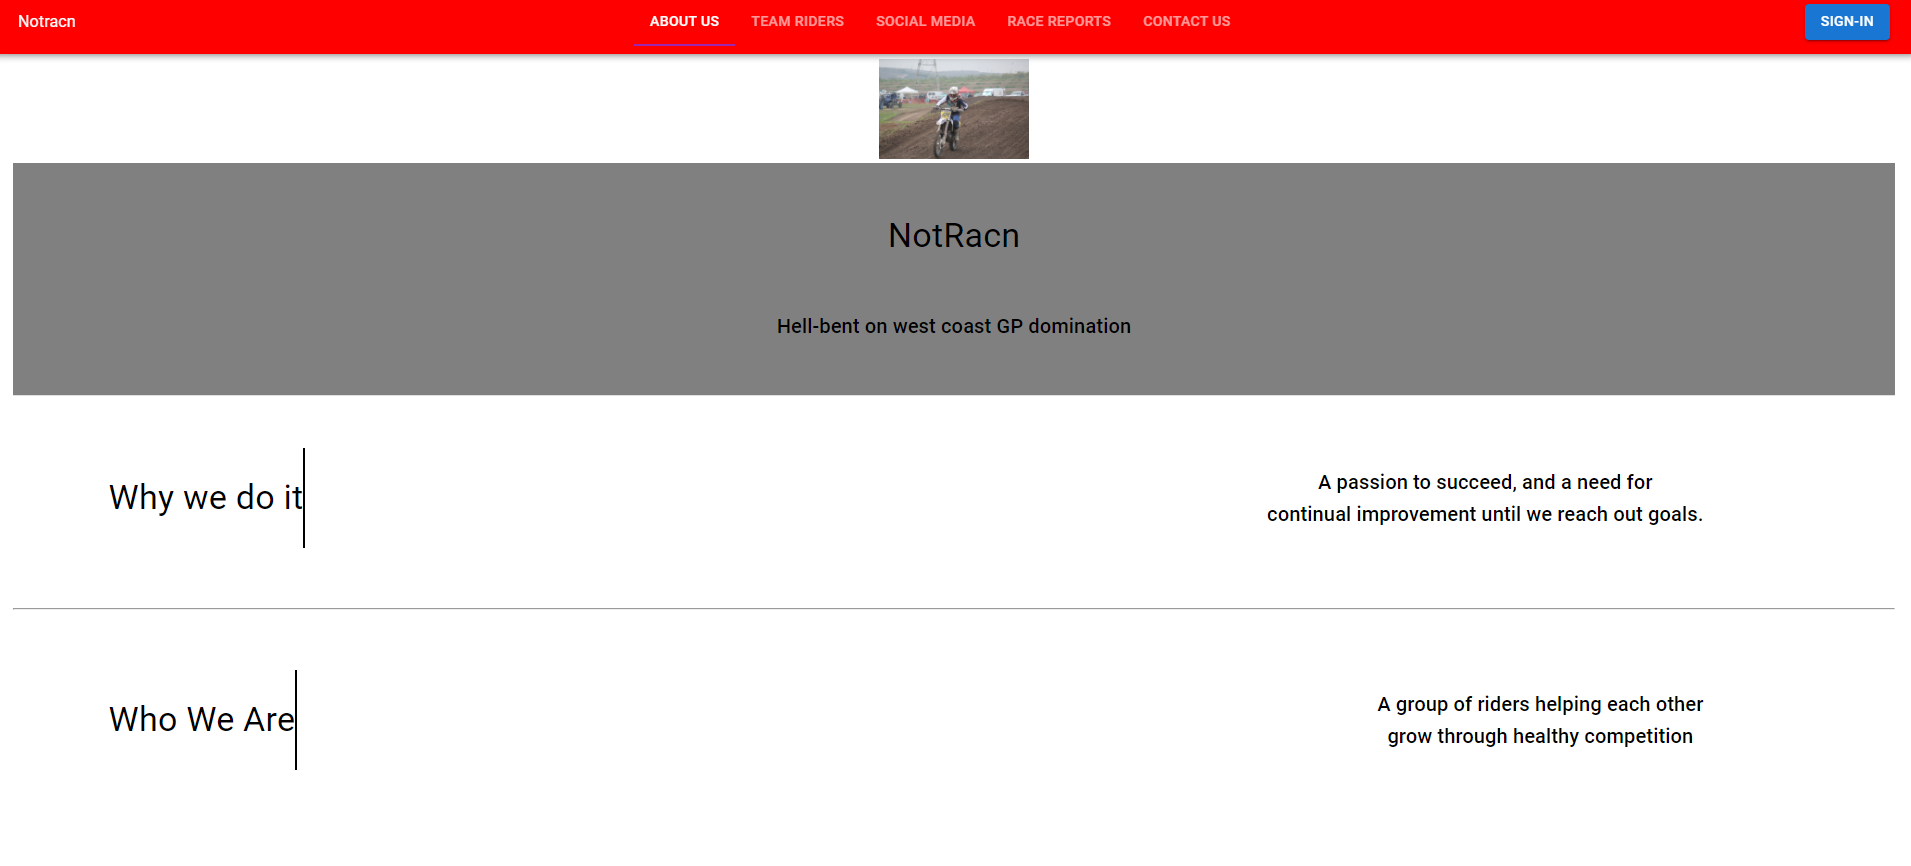 Notracn
ABOUT US
TEAM RIDERS
SOCIAL MEDIA
RACE REPORTS
CONTACT US
SIGN-IN
NotRacn
Hell-bent on west coast GP domination
Why we do it
A passion to succeed, and a need for
continual improvement until we reach out goals.
Who We Are
A group of riders helping each other
grow through healthy competition